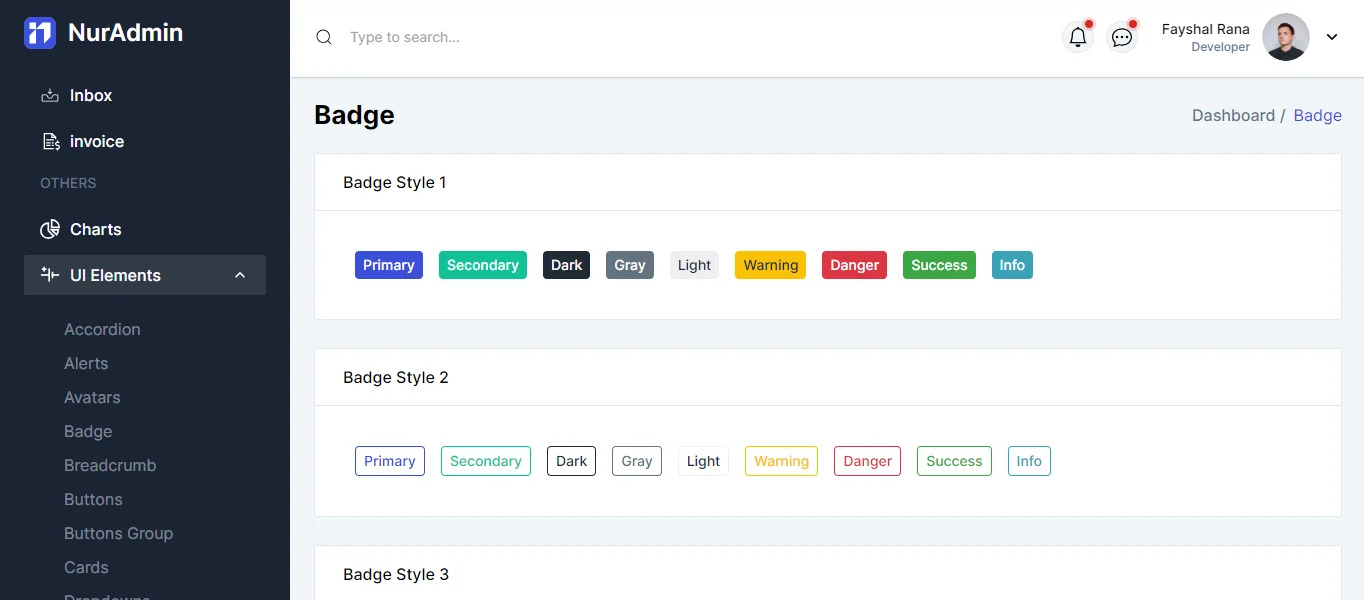 NurAdmin
Inbox
invoice
OTHERS
Charts
UI Elements
Accordion
Alerts
Avatars
Badge
Breadcrumb
Buttons
Buttons Group
Cards
Dropdowns
Type to search...
Fayshal Rana
Developer
Badge
Dashboard / Badge
Badge Style 1
Primary Secondary Dark Gray Light Warning Danger Success Info
Badge Style 2
Primary Secondary Dark Gray Light Warning Danger Success Info
Badge Style 3